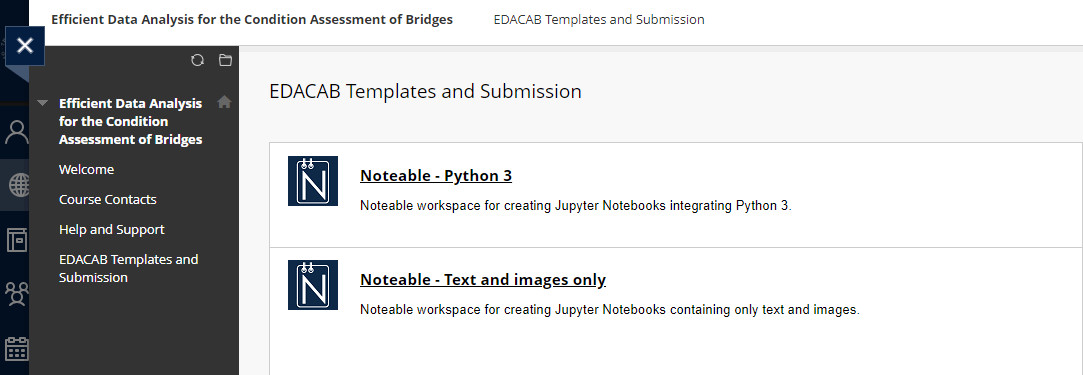 Efficient Data Analysis for the Condition Assessment of Bridges
EDACAB Templates and Submission
Efficient Data Analysis
for the Condition
Assessment of Bridges
Welcome
Course Contacts
Help and Support
EDACAB Templates and
Submission
EDACAB Templates and Submission
N
Noteable - Python 3
Noteable workspace for creating Jupyter Notebooks integrating Python 3.
N
Noteable - Text and images only
Noteable workspace for creating Jupyter Notebooks containing only text and images.